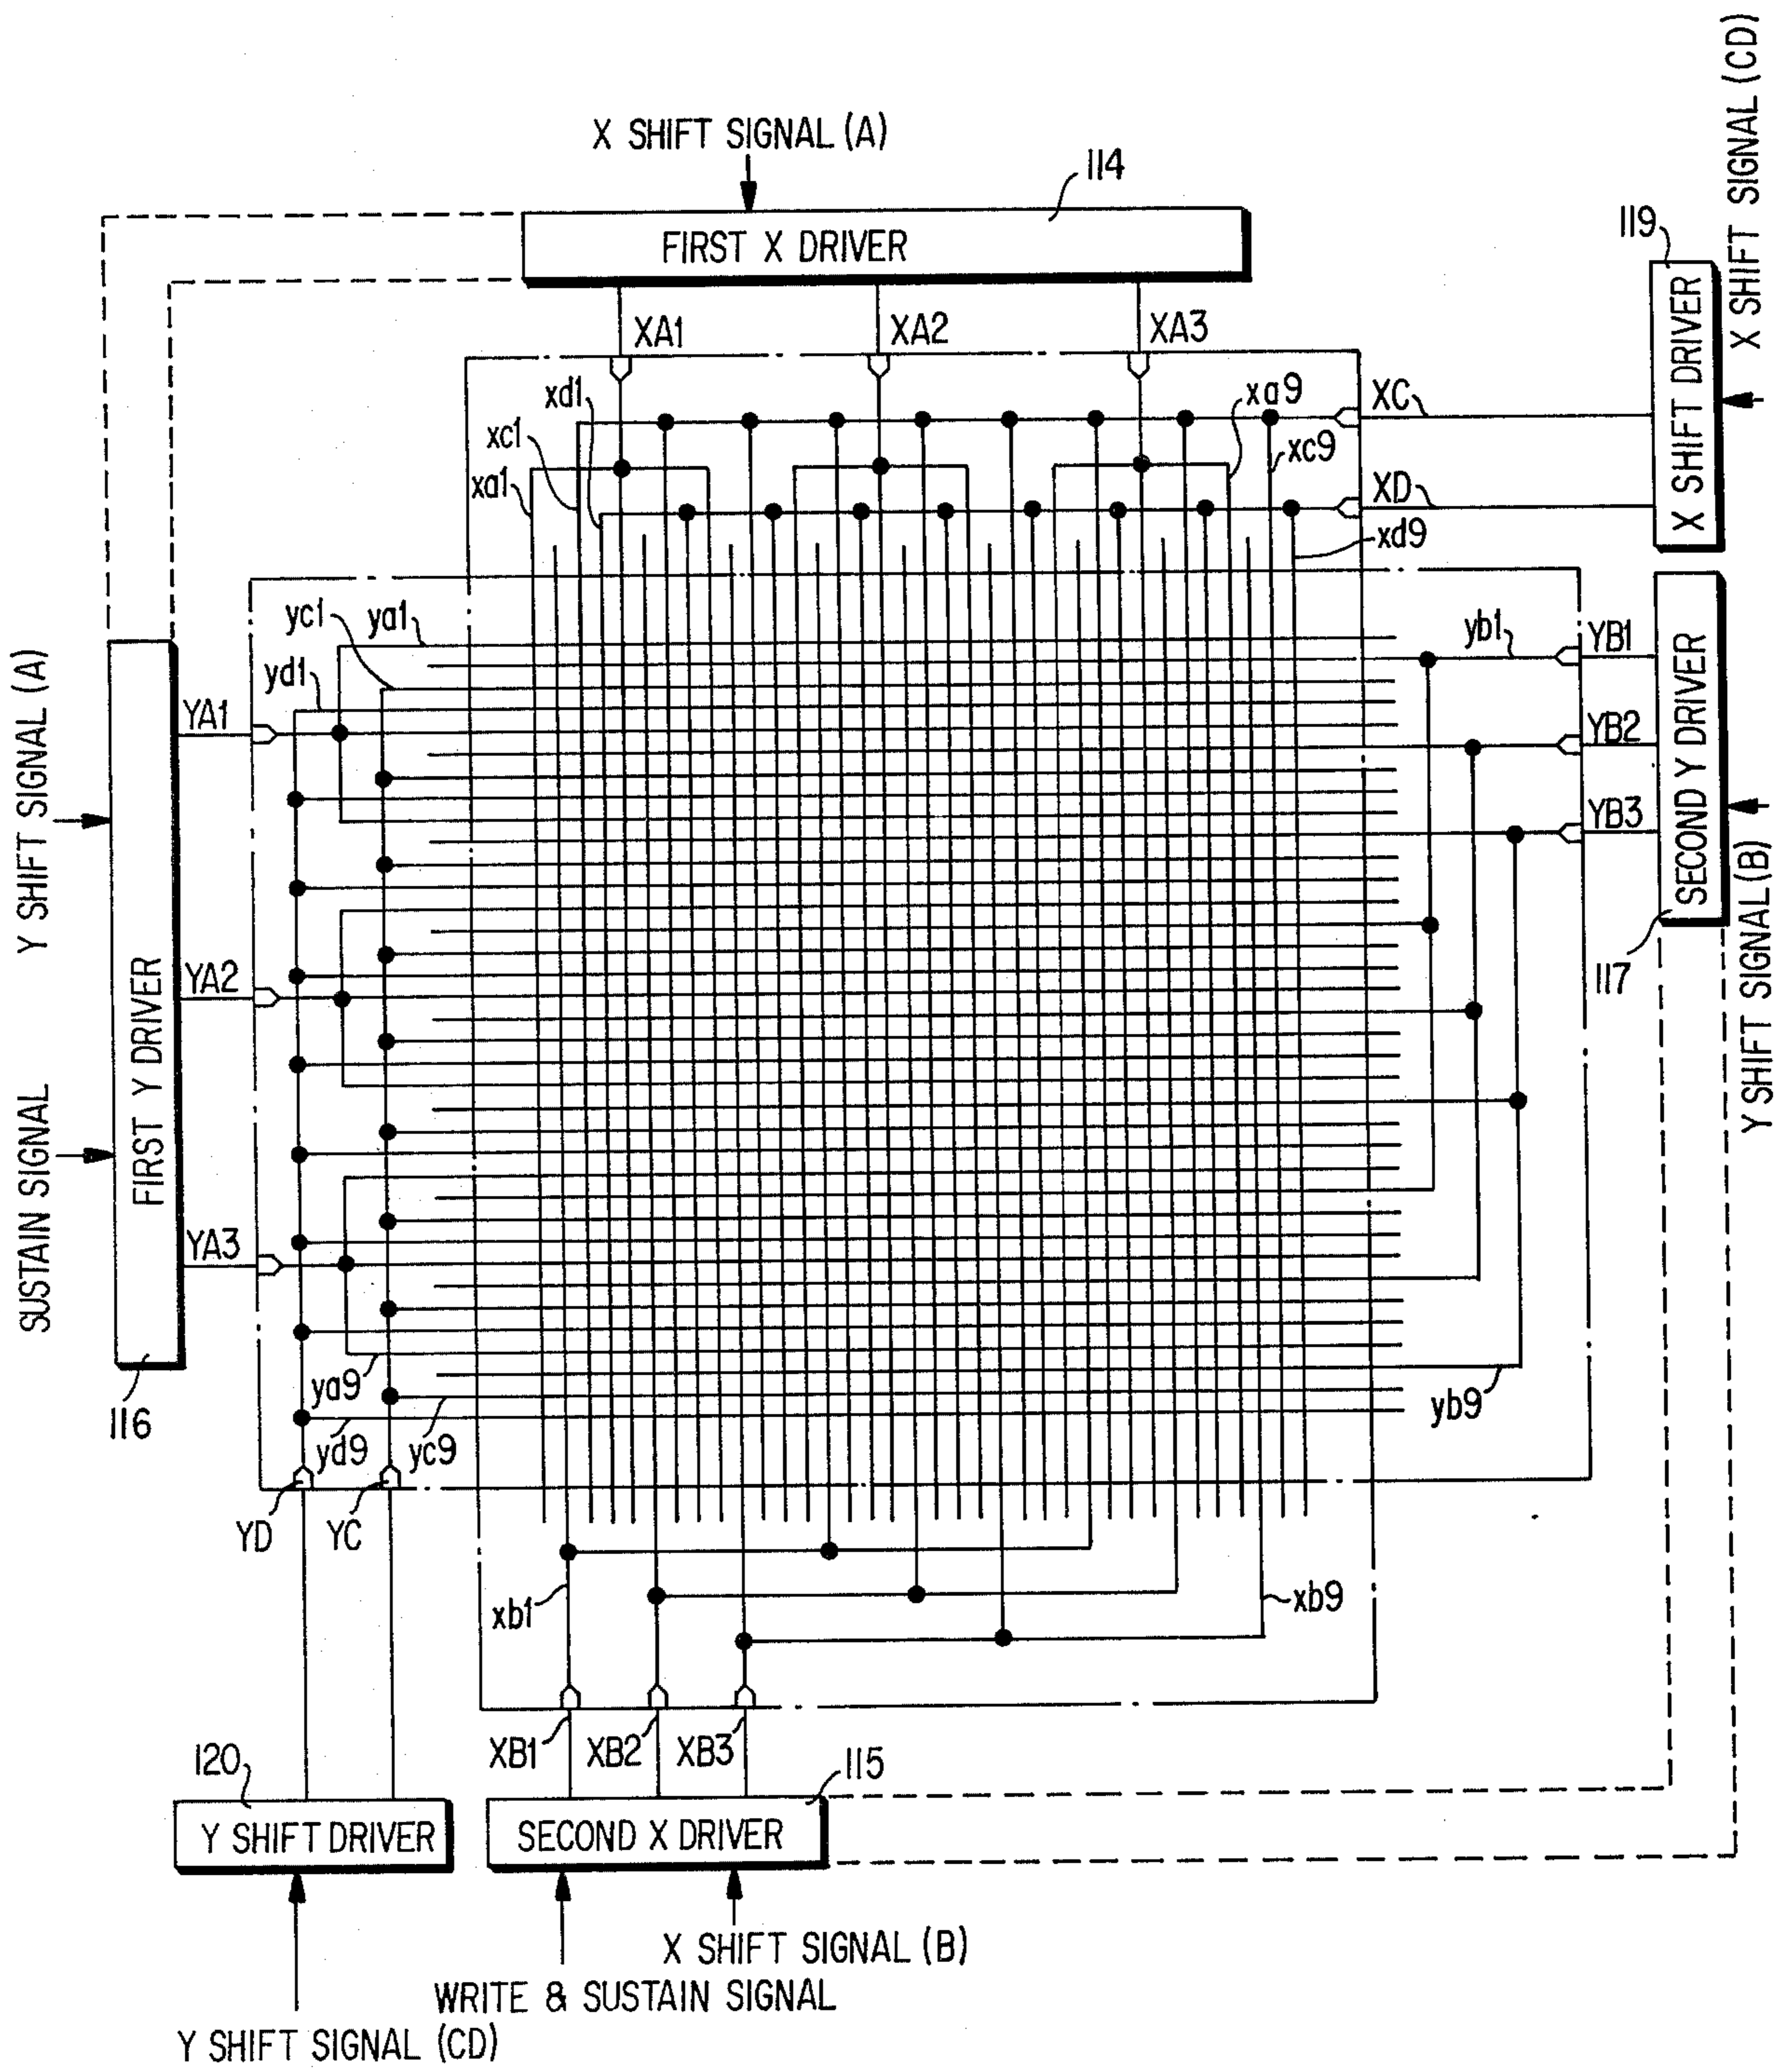 X SHIFT SIGNAL (CD)
X SHIFT SIGNAL (A)
114
FIRST X DRIVER
119
X SHIFT DRIVER
XA1
XA2
XA3
xd1
xa9
XC
xc1
xc9
xa1
XD
xd9
yc1
ya1
yb1
YB1
yd1
Y SHIFT SIGNAL (A)
YA1
YB2
SECOND Y DRIVER
YB3
Y SHIFT SIGNAL (B)
117
YA2
FIRST Y DRIVER
SUSTAIN SIGNAL
YA3
ya9
yb9
116
yd9
yc9
YD
YC
xb1
xb9
XB1
XB2
XB3
120
115
Y SHIFT DRIVER
SECOND X DRIVER
X SHIFT SIGNAL (B)
WRITE & SUSTAIN SIGNAL
Y SHIFT SIGNAL (CD)